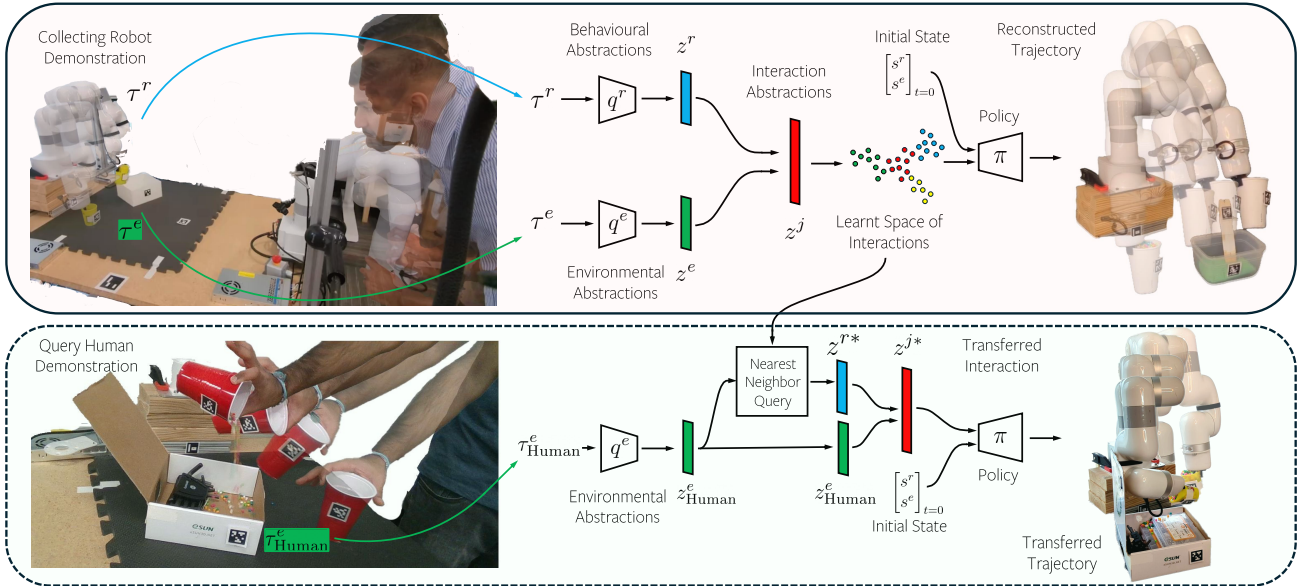 Collecting Robot
Demonstration
τ^r
τ^e
Behavioural
Abstractions
z^r
τ^r
q^r
τ^e
q^e
Environmental
Abstractions
z^e
Interaction
Abstractions
z^j
Learnt Space of
Interactions
Initial State
[s^r s^e]_{t=0}
Policy
π
Reconstructed
Trajectory
Query Human
Demonstration
esun
τ^e_Human
τ^e_Human
q^e
Environmental
Abstractions
z^e_Human
Nearest
Neighbor
Query
z^{r*}
z^e_Human
z^{j*}
[s^r s^e]_{t=0}
Initial State
Transferred
Interaction
π
Policy
Transferred
Trajectory